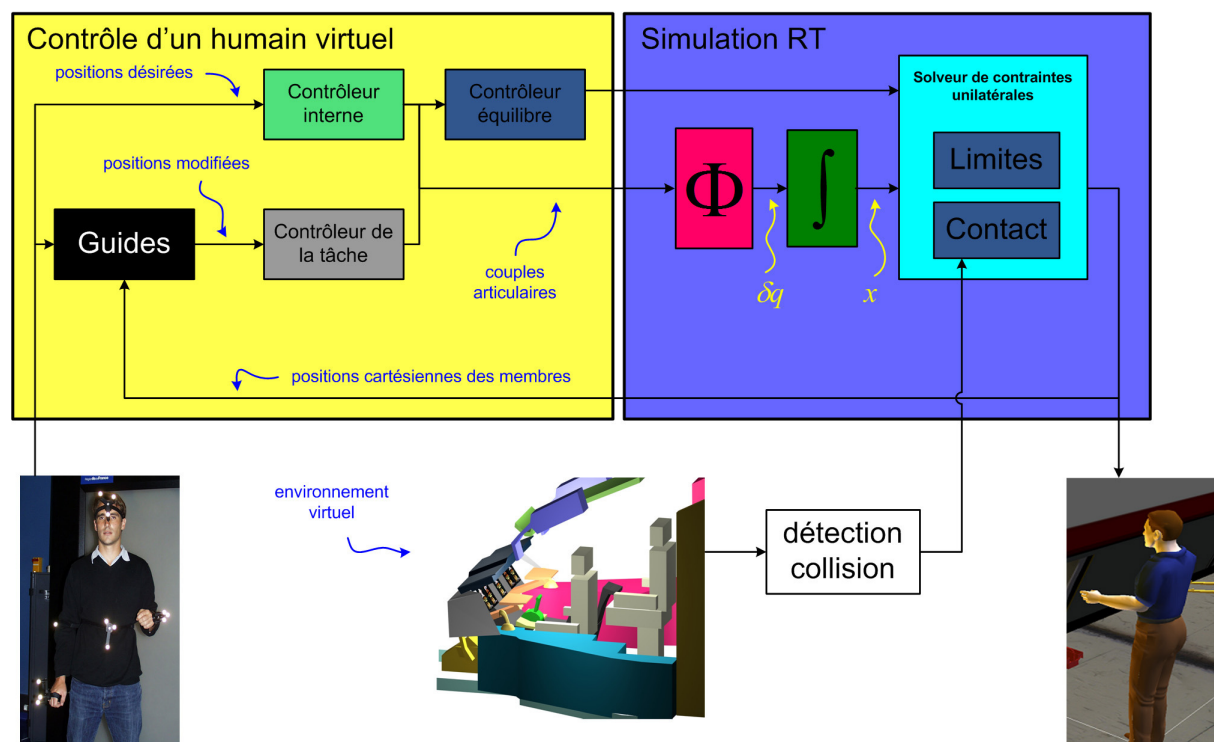 Contrôle d'un humain virtuel
positions désirées
Contrôleur
interne
Contrôleur
équilibre
positions modifiées
Guides
Contrôleur de
la tâche
couples
articulaires
positions cartésiennes des membres
Simulation RT
Solveur de contraintes
unilatérales
Φ
∫
Limites
Contact
δq
x
environnement
virtuel
détection
collision